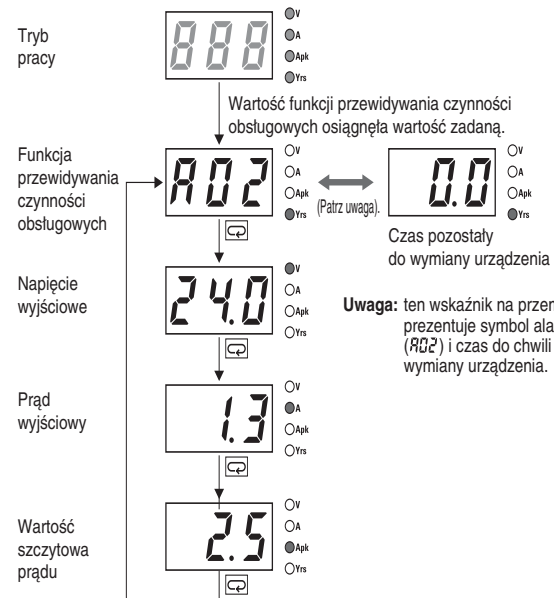 Tryb
pracy
888
V
A
Apk
Yrs
Wartość funkcji przewidywania czynności
obsługowych osiągnęła wartość zadaną.
Funkcja
przewidywania
czynności
obsługowych
A02
V
A
Apk
Yrs
(Patrz uwaga).
0.0
V
A
Apk
Yrs
Czas pozostały
do wymiany urządzenia
Napięcie
wyjściowe
24.0
V
A
Apk
Yrs
Uwaga: ten wskaźnik na przem
prezentuje symbol ala
(A02) i czas do chwili
wymiany urządzenia.
Prąd
wyjściowy
1.3
V
A
Apk
Yrs
Wartość
szczytowa
prądu
2.5
V
A
Apk
Yrs